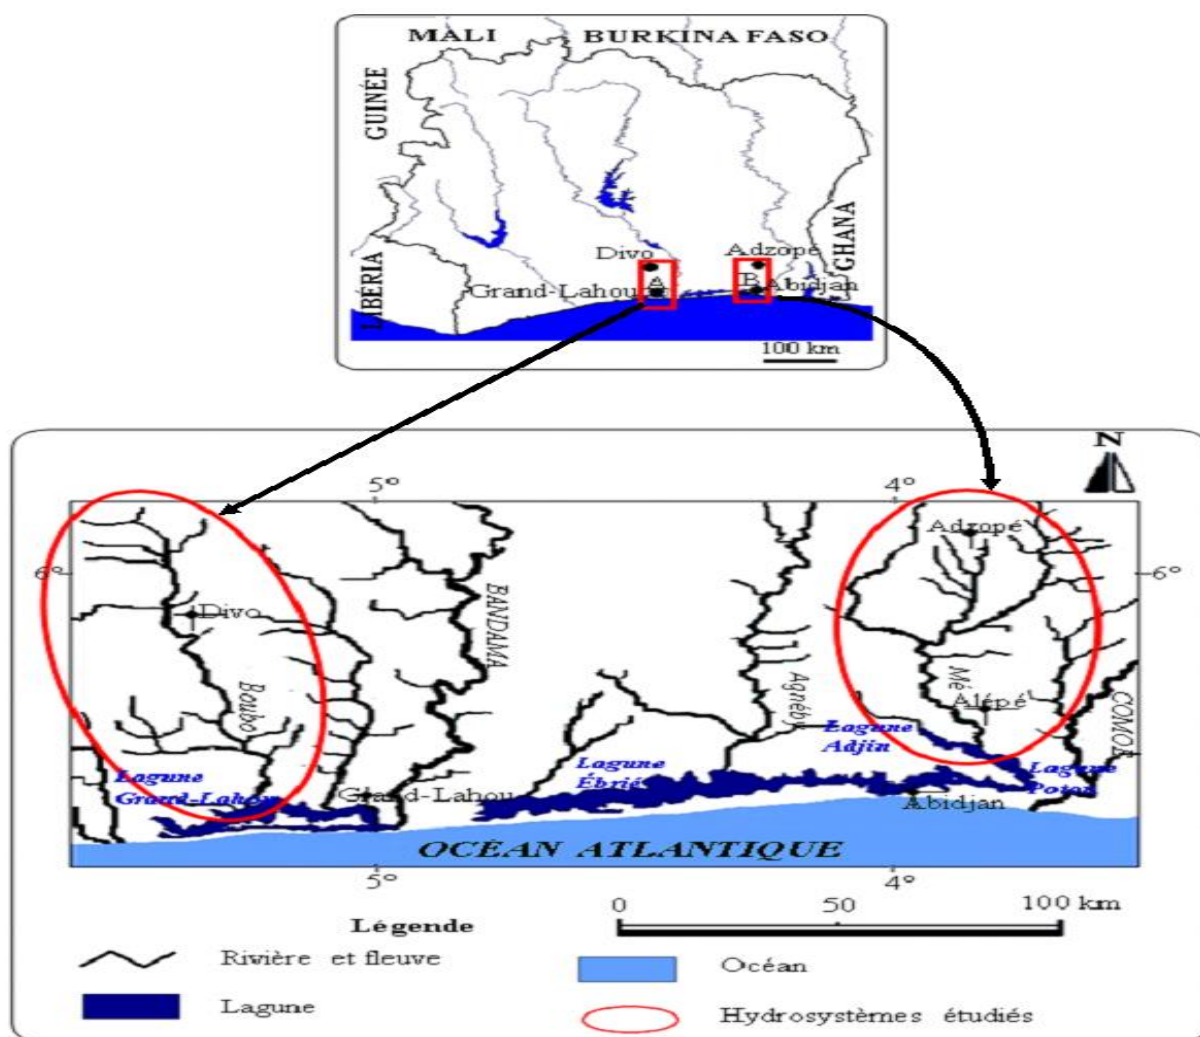 MALI BURKINA FASO
GUINÉE
LIBERIA
GHANA
Divo
Adzopé
A
B
Grand-Lahou
Abidjan
100 km
N
5° 4°
Adzopé
6° 6°
Divo
BANDAMA
Boubo
Agnéby
Mé
Alépé
COMOE
Lagune
Adjin
Lagune
Grand-Lahou
Grand-Lahou
Lagune
Ébrié
Lagune
Potou
Abidjan
OCÉAN ATLANTIQUE
5° 4°
0 50 100 km
Légende
Rivière et fleuve
Océan
Lagune
Hydrosystèmes étudiés